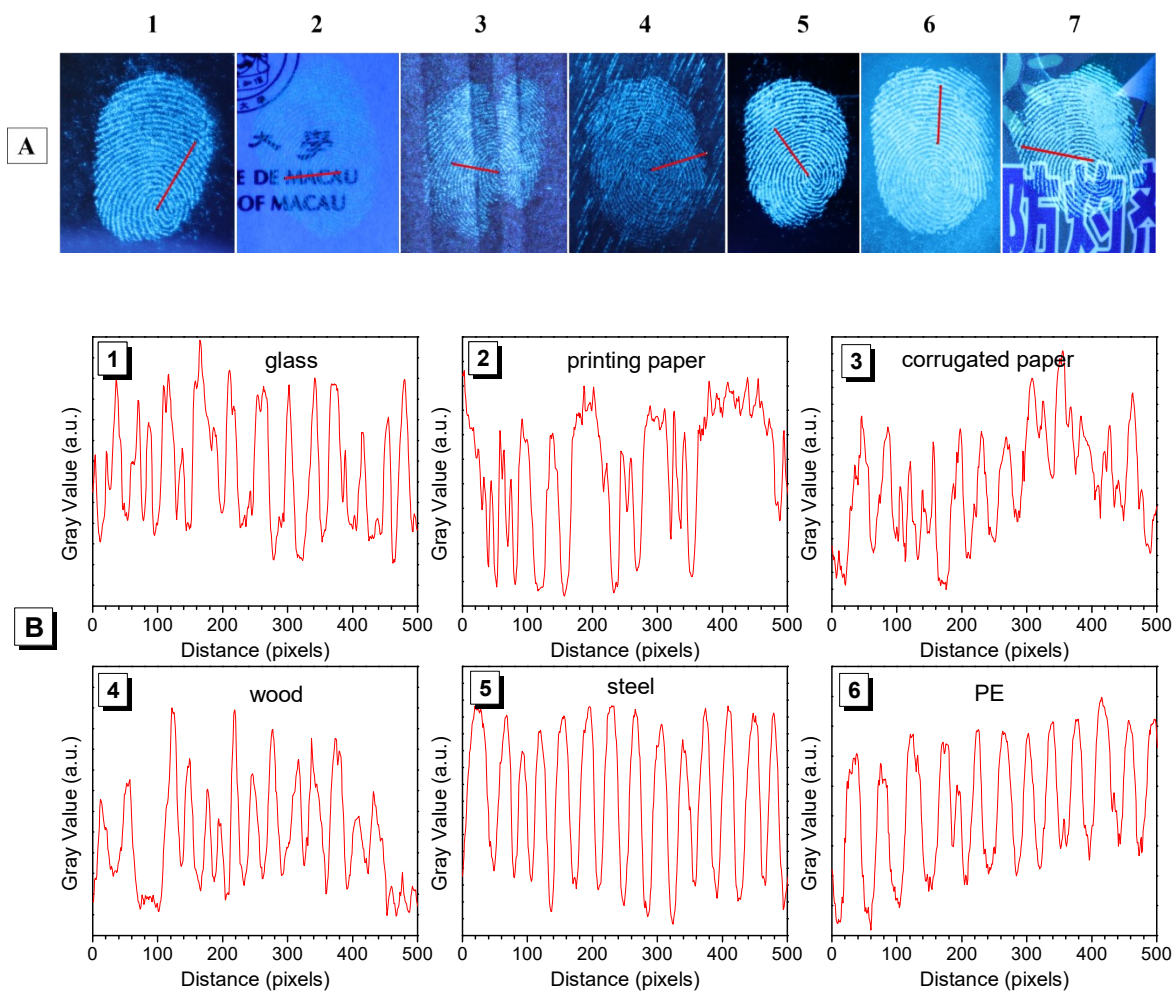 1 2 3 4 5 6 7
A
大學
E DE MACAU
OF MACAU
防刻
1 glass
2 printing paper
3 corrugated paper
Gray Value (a.u.)
Gray Value (a.u.)
Gray Value (a.u.)
0 100 200 300 400 500
0 100 200 300 400 500
0 100 200 300 400 500
Distance (pixels)
Distance (pixels)
Distance (pixels)
B
4 wood
5 steel
6 PE
Gray Value (a.u.)
Gray Value (a.u.)
Gray Value (a.u.)
0 100 200 300 400 500
0 100 200 300 400 500
0 100 200 300 400 500
Distance (pixels)
Distance (pixels)
Distance (pixels)